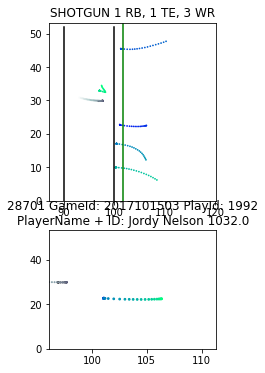 SHOTGUN 1 RB, 1 TE, 3 WR
50
40
30
20
10
0
90 100 110 120
28701 GameId: 2017101503 PlayId: 1992
PlayerName + ID: Jordy Nelson 1032.0
40
20
0
100 105 110